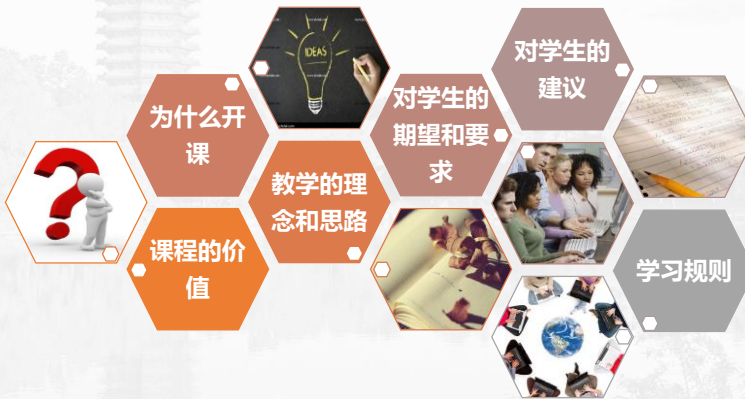 为什么开
课
课程的价
值
IDEAS
教学的理
念和思路
对学生的
期望和要
求
对学生的
建议
学习规则